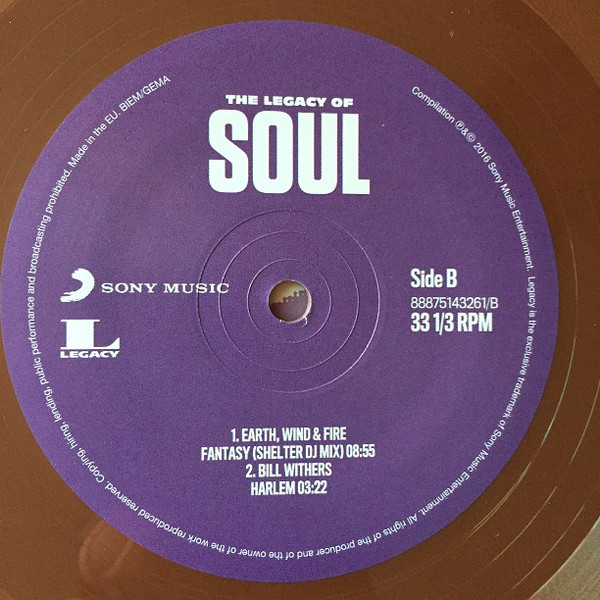 THE LEGACY OF
SOUL
SONY MUSIC
L
LEGACY
Side B
88875143261/B
33 1/3 RPM
1. EARTH, WIND & FIRE
FANTASY (SHELTER DJ MIX) 08:55
2. BILL WITHERS
HARLEM 03:22
Compilation ℗ & © 2016 Sony Music Entertainment. Legacy is the exclusive trademark of Sony Music Entertainment. All rights of the producer and of the owner of the work reproduced reserved. Copying, hiring, lending, public performance and broadcasting prohibited. Made in the EU. BIEM/GEMA